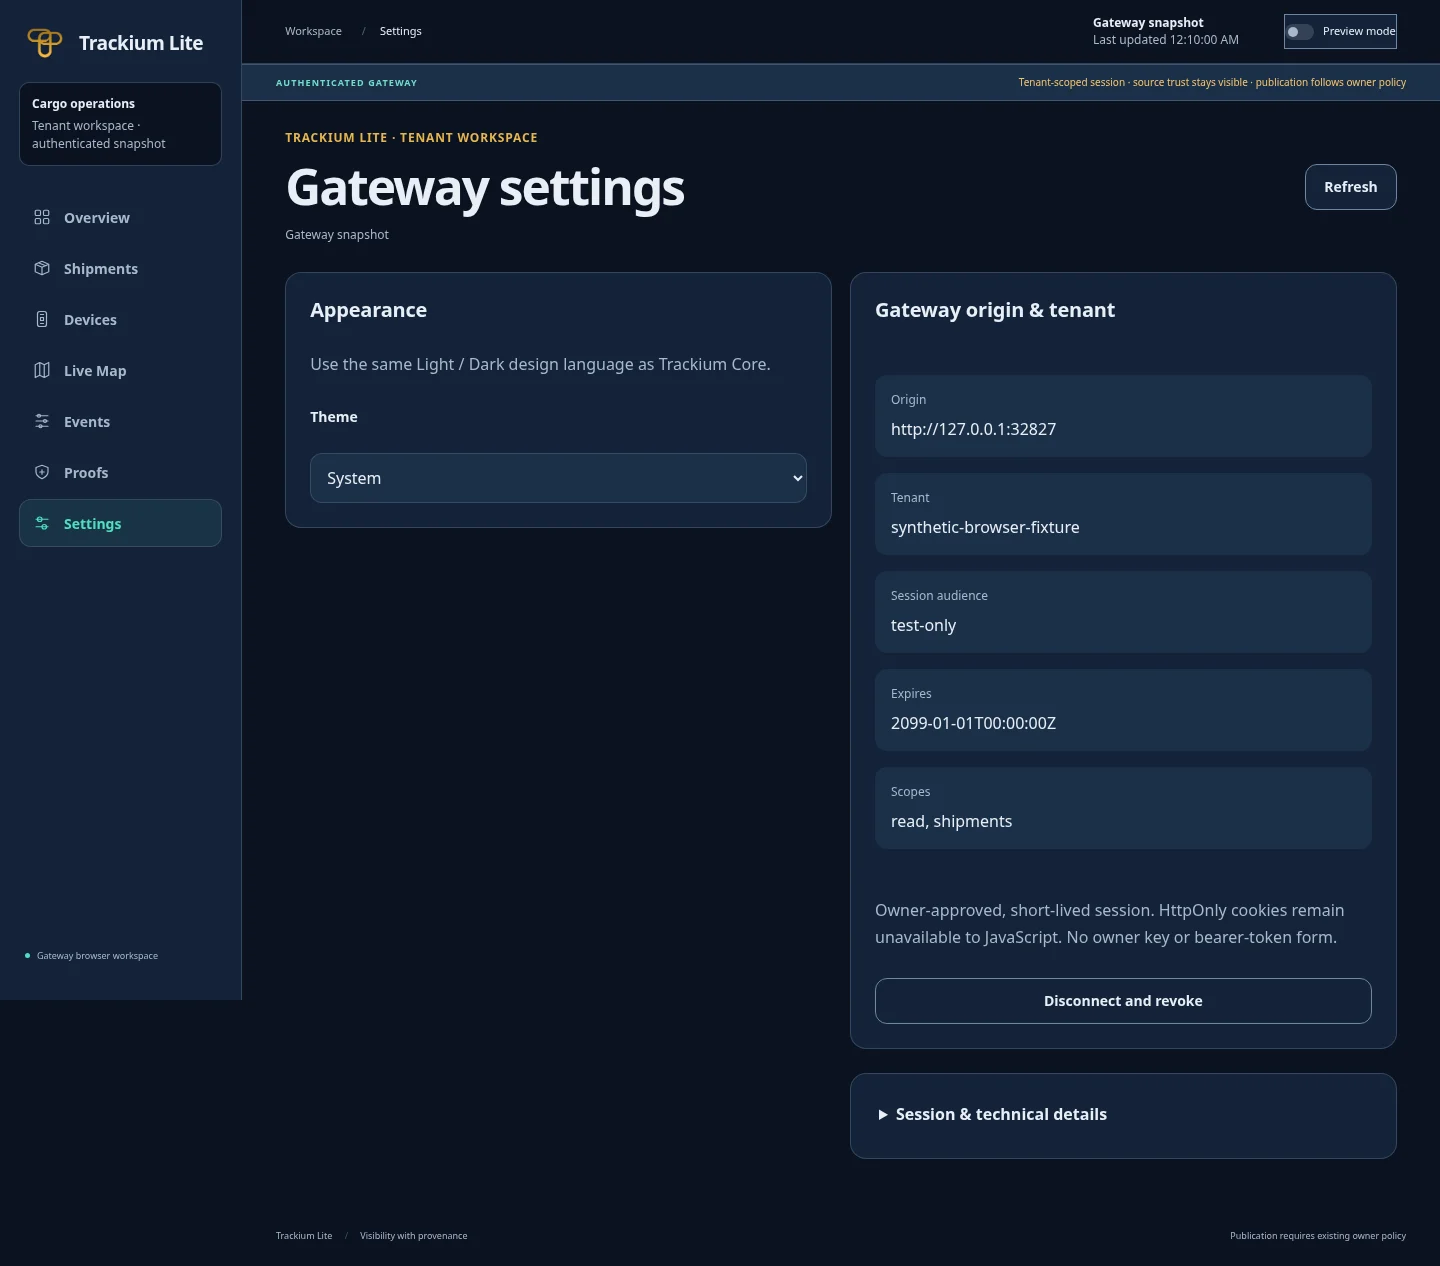 Trackium Lite
Cargo operations
Tenant workspace ·
authenticated snapshot
Overview
Shipments
Devices
Live Map
Events
Proofs
Settings
Gateway browser workspace
Workspace / Settings
Gateway snapshot
Last updated 12:10:00 AM
Preview mode
AUTHENTICATED GATEWAY
Tenant-scoped session · source trust stays visible · publication follows owner policy
TRACKIUM LITE · TENANT WORKSPACE
Gateway settings
Gateway snapshot
Refresh
Appearance
Use the same Light / Dark design language as Trackium Core.
Theme
System
Gateway origin & tenant
Origin
http://127.0.0.1:32827
Tenant
synthetic-browser-fixture
Session audience
test-only
Expires
2099-01-01T00:00:00Z
Scopes
read, shipments
Owner-approved, short-lived session. HttpOnly cookies remain
unavailable to JavaScript. No owner key or bearer-token form.
Disconnect and revoke
Session & technical details
Trackium Lite / Visibility with provenance
Publication requires existing owner policy